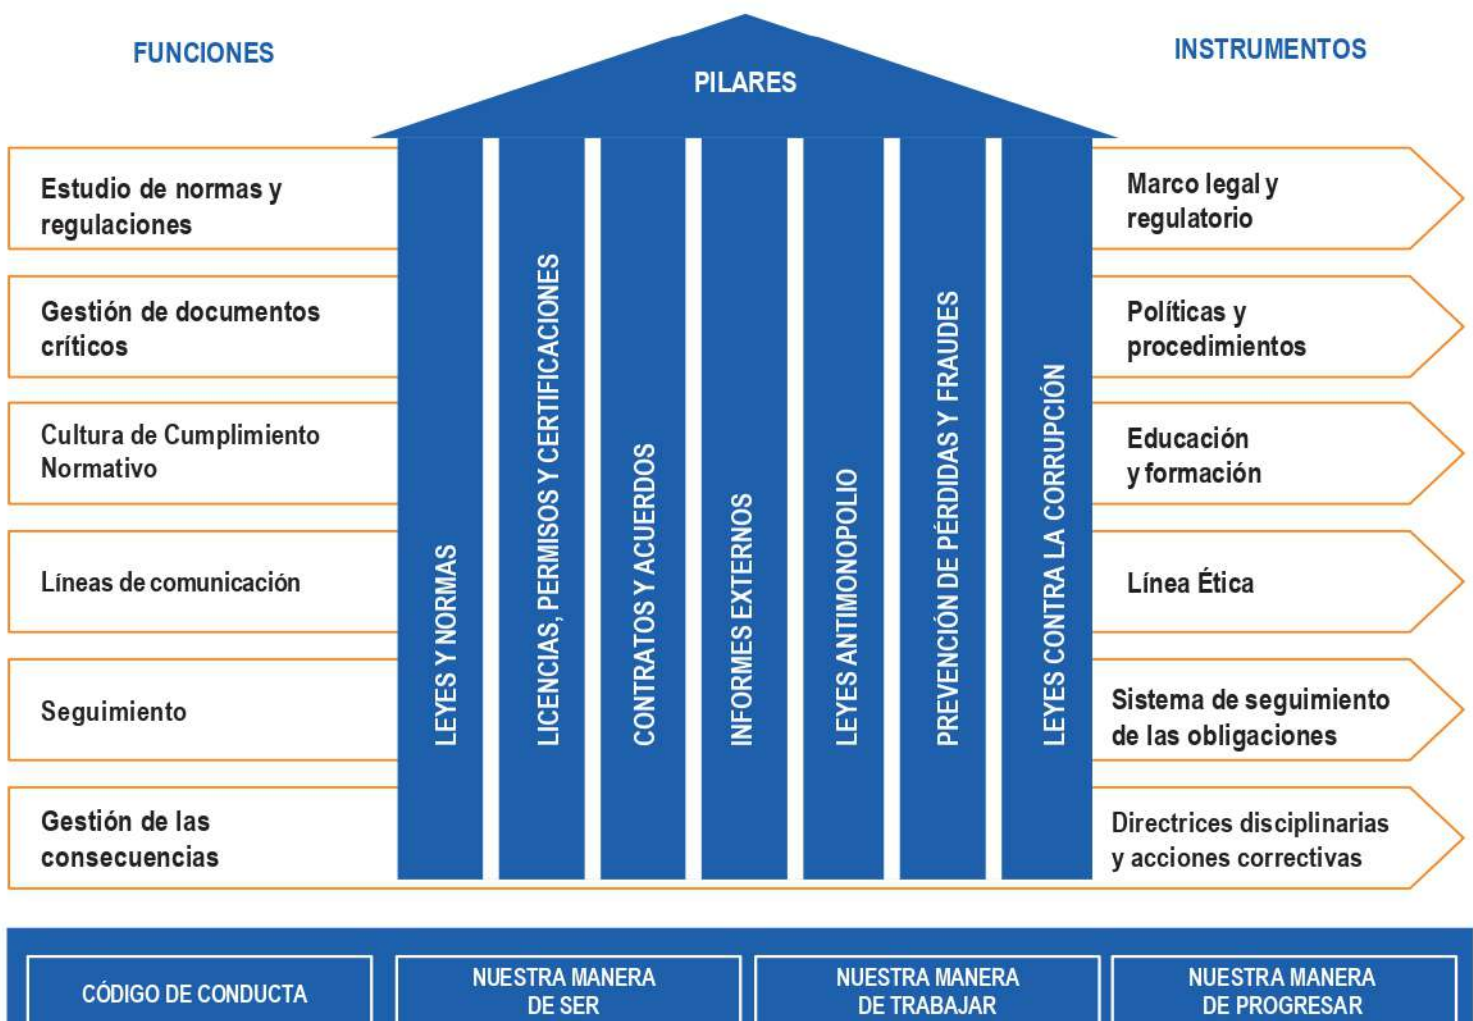 FUNCIONES
INSTRUMENTOS
PILARES
Estudio de normas y
regulaciones
Gestión de documentos
críticos
Cultura de Cumplimiento
Normativo
Líneas de comunicación
Seguimiento
Gestión de las
consecuencias
LEYES Y NORMAS
LICENCIAS, PERMISOS Y CERTIFICACIONES
CONTRATOS Y ACUERDOS
INFORMES EXTERNOS
LEYES ANTIMONOPOLIO
PREVENCIÓN DE PÉRDIDAS Y FRAUDES
LEYES CONTRA LA CORRUPCIÓN
Marco legal y
regulatorio
Políticas y
procedimientos
Educación
y formación
Línea Ética
Sistema de seguimiento
de las obligaciones
Directrices disciplinarias
y acciones correctivas
CÓDIGO DE CONDUCTA
NUESTRA MANERA
DE SER
NUESTRA MANERA
DE TRABAJAR
NUESTRA MANERA
DE PROGRESAR